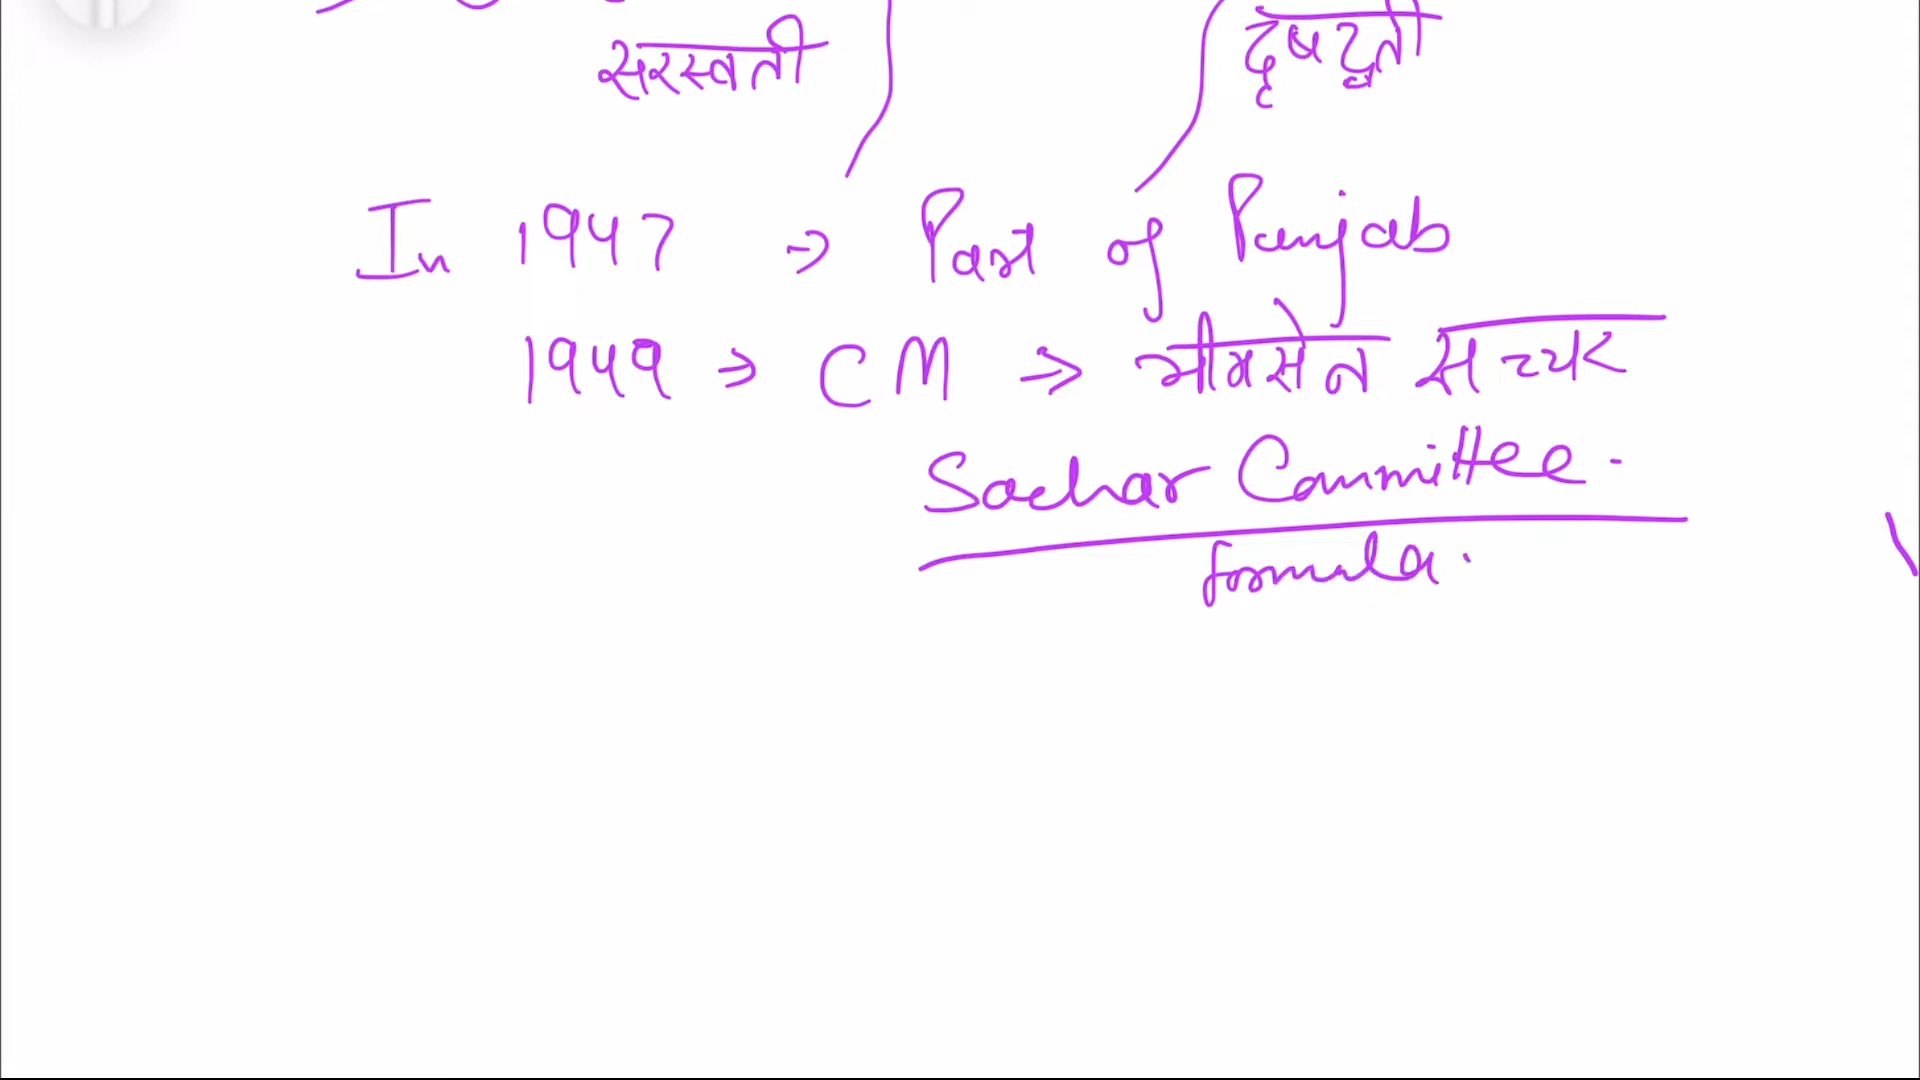 सरस्वती दृषद्वती
In 1947 → Part of Punjab
1949 ⇒ CM ⇒ भीमसेन सच्चर
Sachar Committee.
formula.